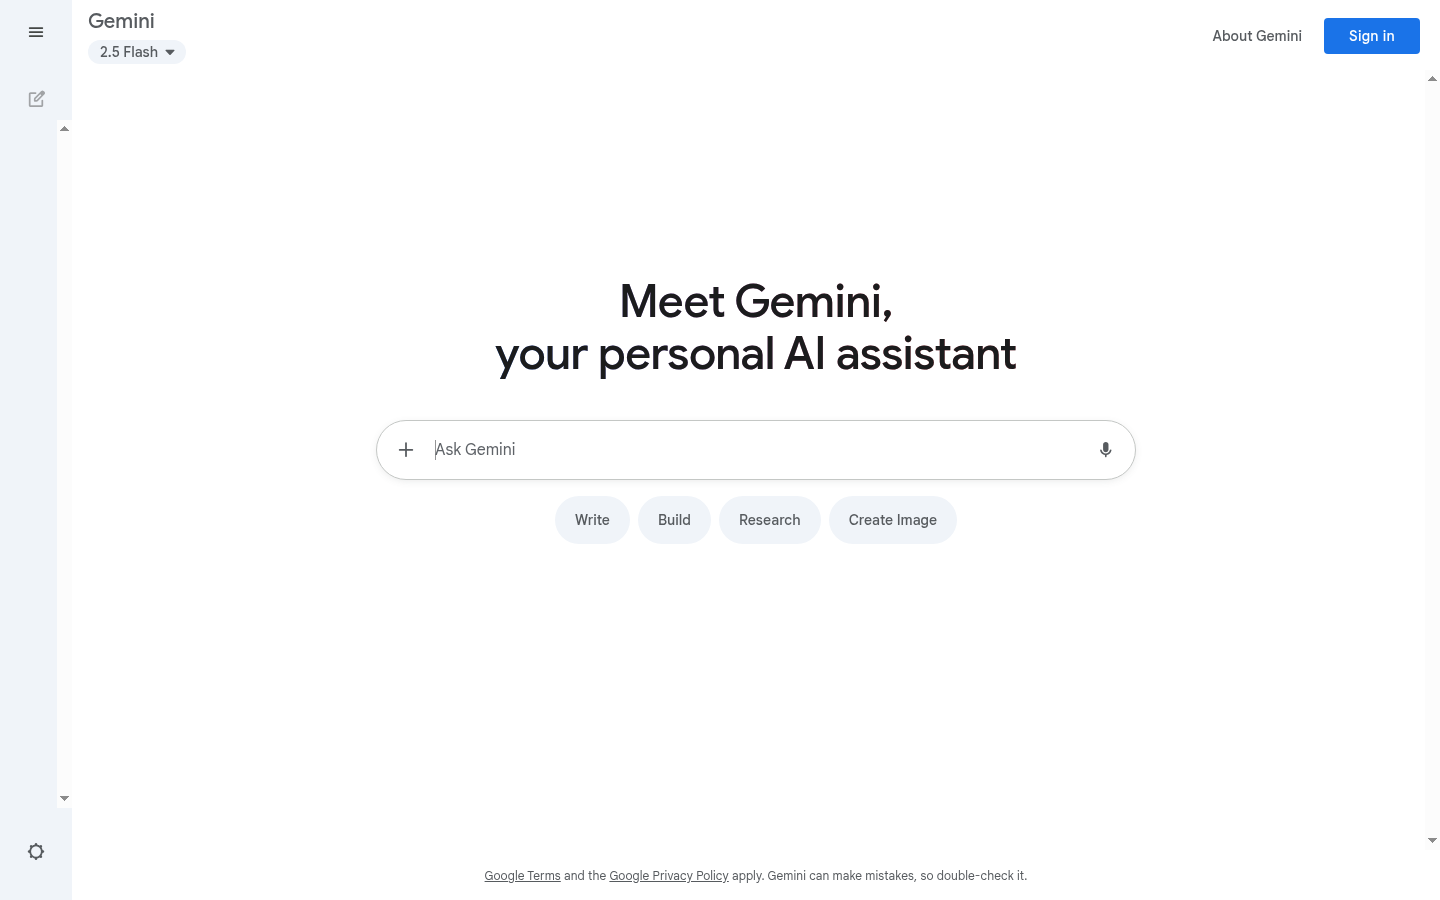 Gemini
2.5 Flash
About Gemini
Sign in
Meet Gemini,
your personal AI assistant
Ask Gemini
Write
Build
Research
Create Image
Google Terms and the Google Privacy Policy apply. Gemini can make mistakes, so double-check it.